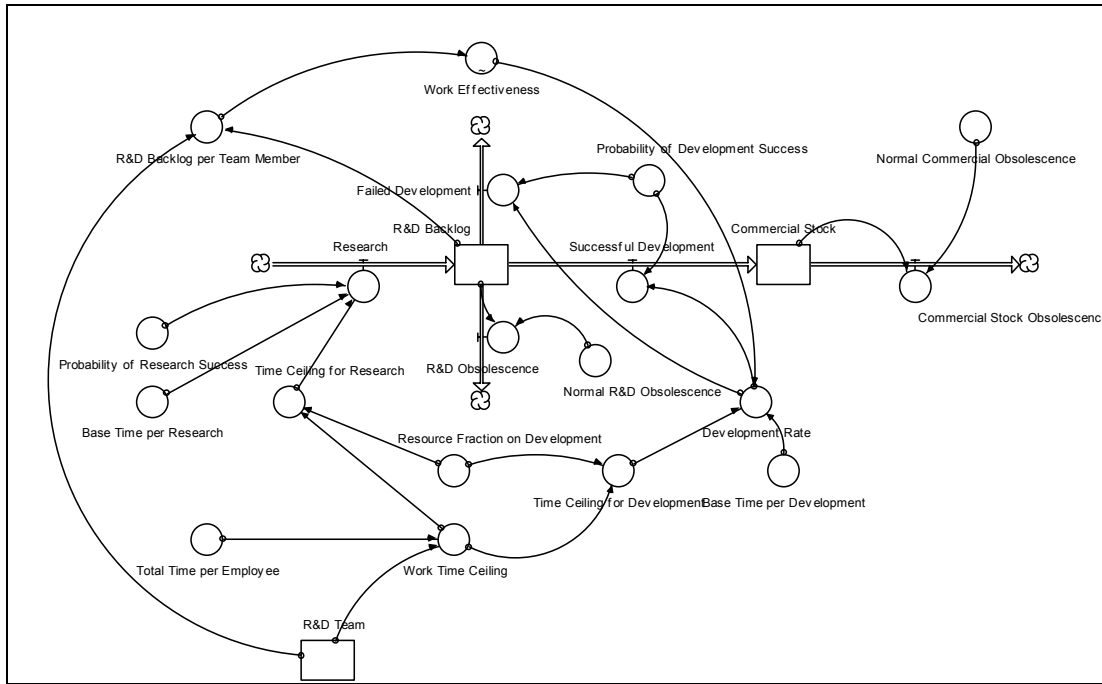 Work Effectiveness
R&D Backlog per Team Member
Probability of Development Success
Normal Commercial Obsolescence
Failed Development
R&D Backlog
Commercial Stock
Research
Successful Development
Commercial Stock Obsolescenc
Probability of Research Success
Time Ceiling for Research
R&D Obsolescence
Normal R&D Obsolescence
Base Time per Research
Resource Fraction on Development
Development Rate
Time Ceiling for Development
Base Time per Development
Total Time per Employee
Work Time Ceiling
R&D Team